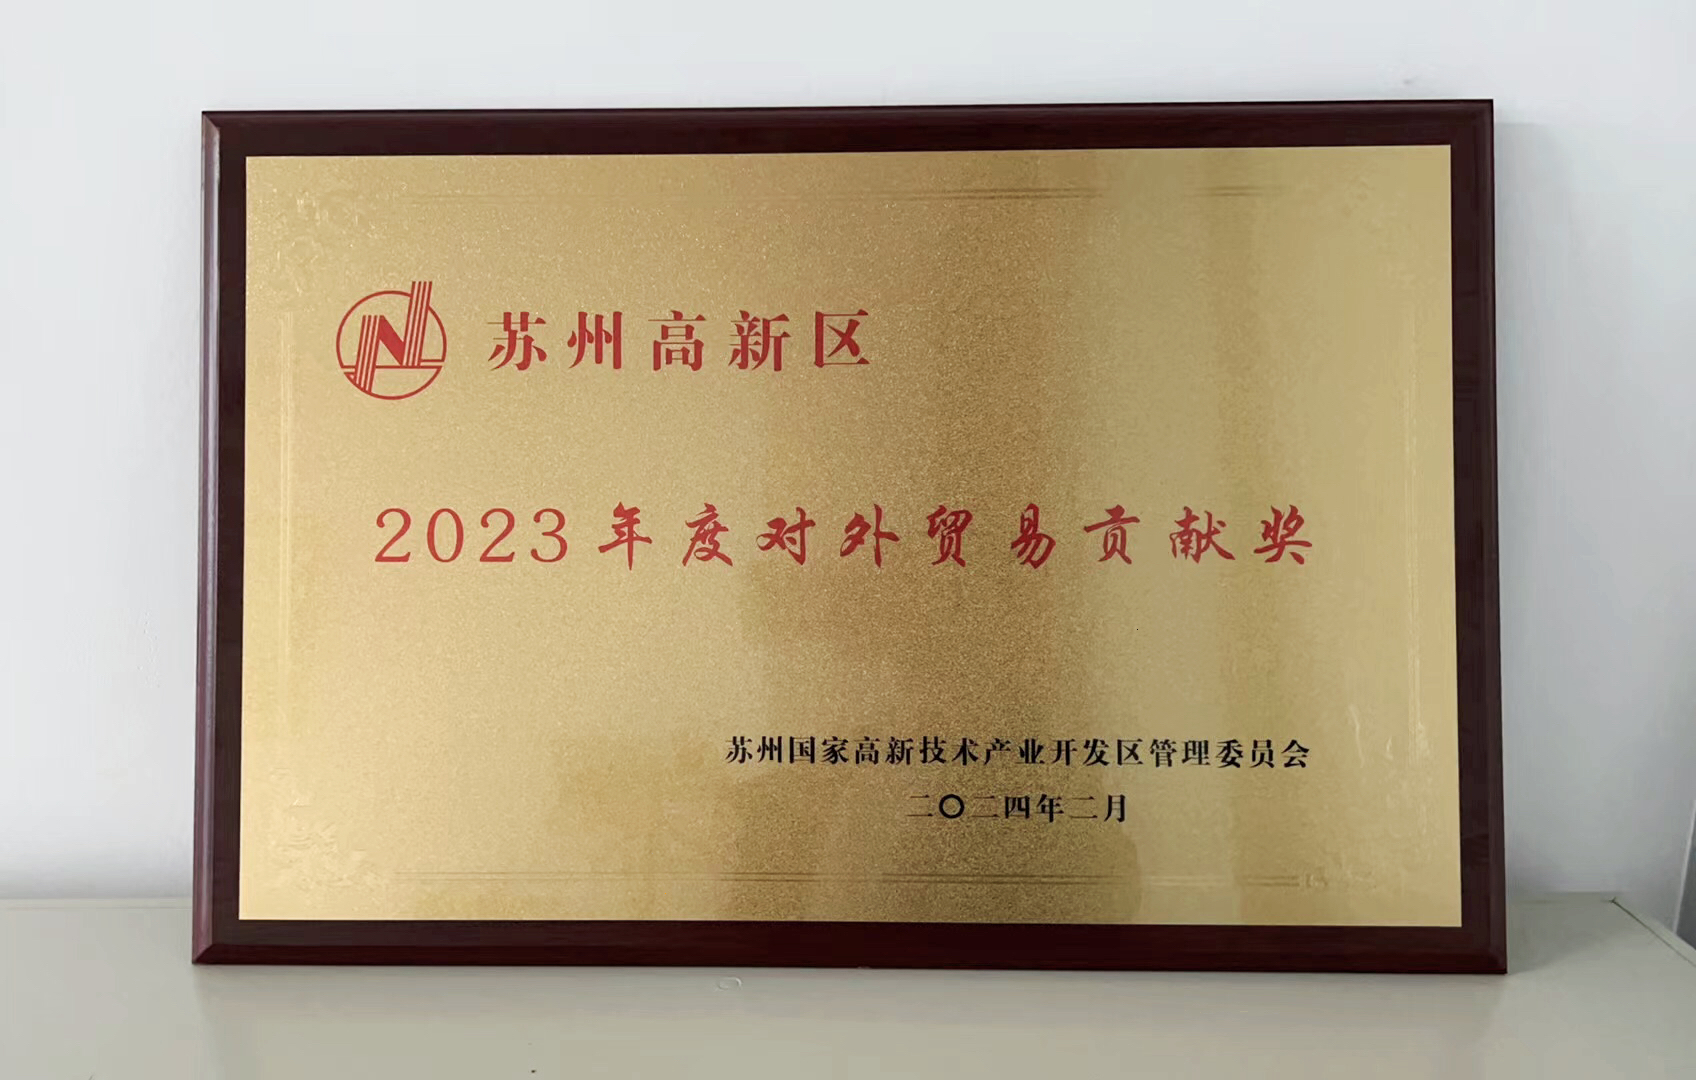 苏州高新区
2023年度对外贸易贡献奖
苏州国家高新技术产业开发区管理委员会
二〇二四年二月